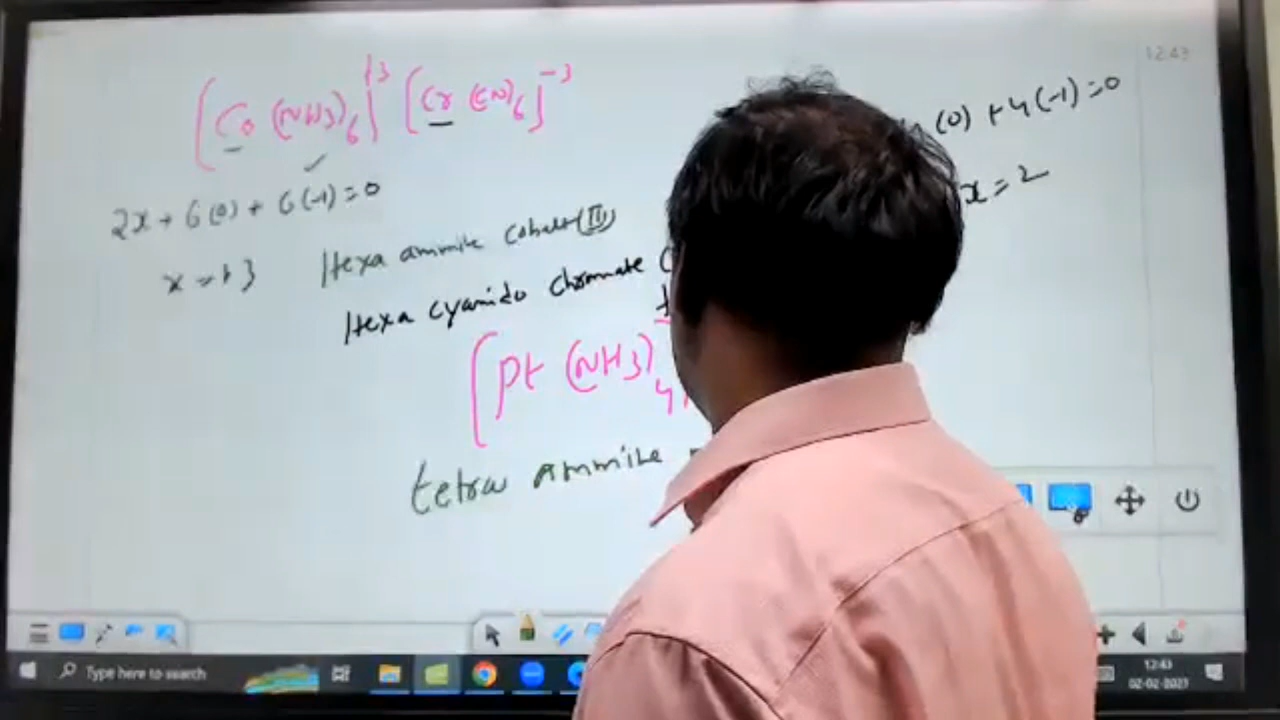 12:43
[Co (NH3)6]+3 [Cr (CN)6]-3
(0) + 4(-1)=0
2x + 6(0) + 6(-1)=0
x = 2
x = +3
Hexa ammine cobalt(III)
Hexa cyanido chromate (
[Pt (NH3)4
tetra ammine
Type here to search
12:43
02-02-2023